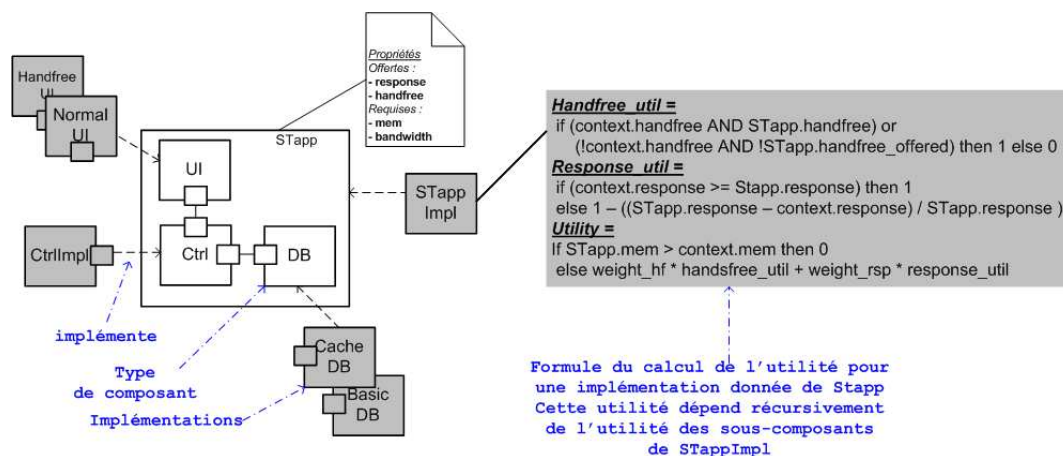 Propriétés
Offertes :
- response
- handfree
Requises :
- mem
- bandwidth
Handfree
UI
Normal
UI
STapp
UI
STapp
Impl
CtrlImpl
Ctrl
DB
Cache
DB
Basic
DB
implémente
Type
de composant
Implémentations
Handfree_util =
if (context.handfree AND STapp.handfree) or
(!context.handfree AND !STapp.handfree_offered) then 1 else 0
Response_util =
if (context.response >= Stapp.response) then 1
else 1 – ((STapp.response – context.response) / STapp.response )
Utility =
If STapp.mem > context.mem then 0
else weight_hf * handsfree_util + weight_rsp * response_util
Formule du calcul de l’utilité pour
une implémentation donnée de Stapp
Cette utilité dépend récursivement
de l’utilité des sous-composants
de STappImpl